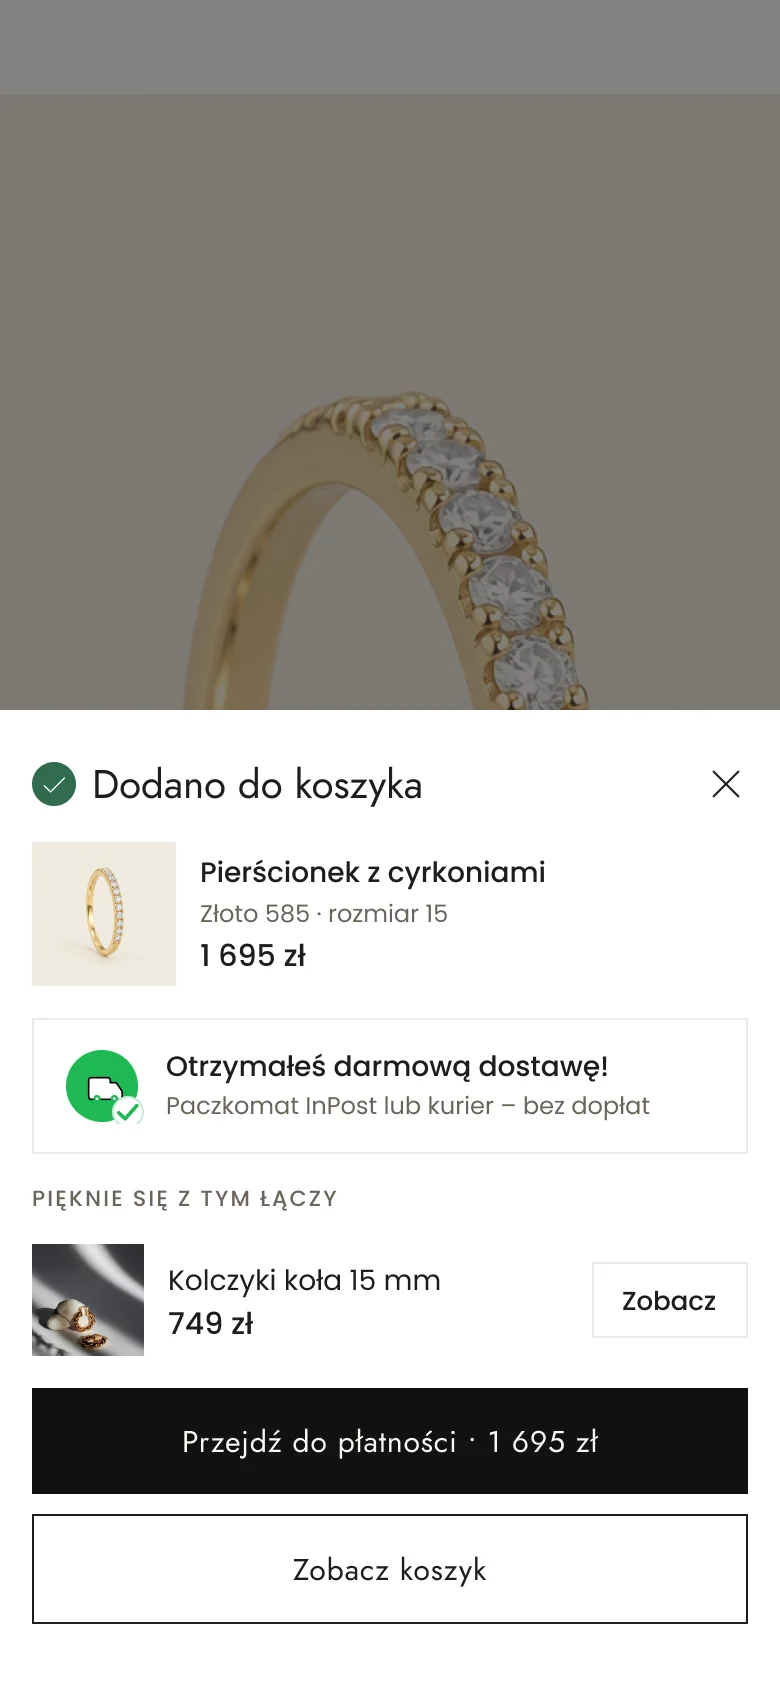 Dodano do koszyka
Pierścionek z cyrkoniami
Złoto 585 · rozmiar 15
1 695 zł
Otrzymałeś darmową dostawę!
Paczkomat InPost lub kurier – bez dopłat
PIĘKNIE SIĘ Z TYM ŁĄCZY
Kolczyki koła 15 mm
749 zł
Zobacz
Przejdź do płatności · 1 695 zł
Zobacz koszyk